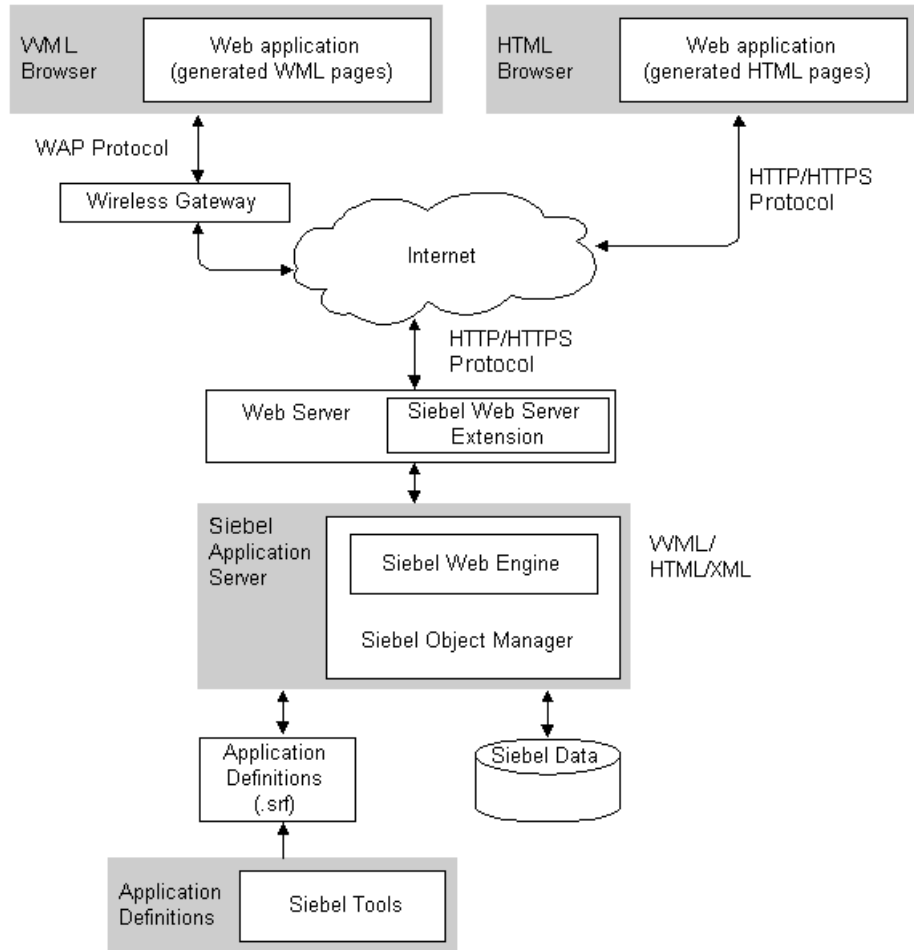 WML
Browser
Web application
(generated WML pages)
HTML
Browser
Web application
(generated HTML pages)
WAP Protocol
Wireless Gateway
HTTP/HTTPS
Protocol
Internet
HTTP/HTTPS
Protocol
Web Server
Siebel Web Server
Extension
Siebel
Application
Server
Siebel Web Engine
Siebel Object Manager
WML/
HTML/XML
Application
Definitions
(.srf)
Siebel Data
Application
Definitions
Siebel Tools